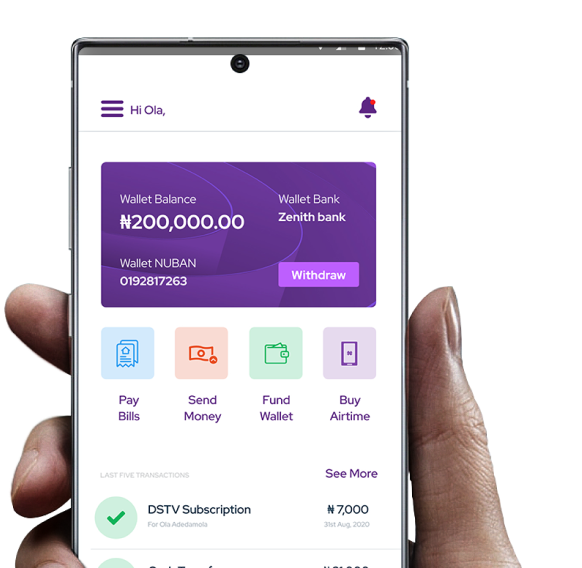 Hi Ola,
Wallet Balance
₦200,000.00
Wallet Bank
Zenith bank
Wallet NUBAN
0192817263
Withdraw
Pay
Bills
Send
Money
Fund
Wallet
Buy
Airtime
LAST FIVE TRANSACTIONS
See More
DSTV Subscription
₦ 7,000
For Ola Adedamola
31st Aug, 2020